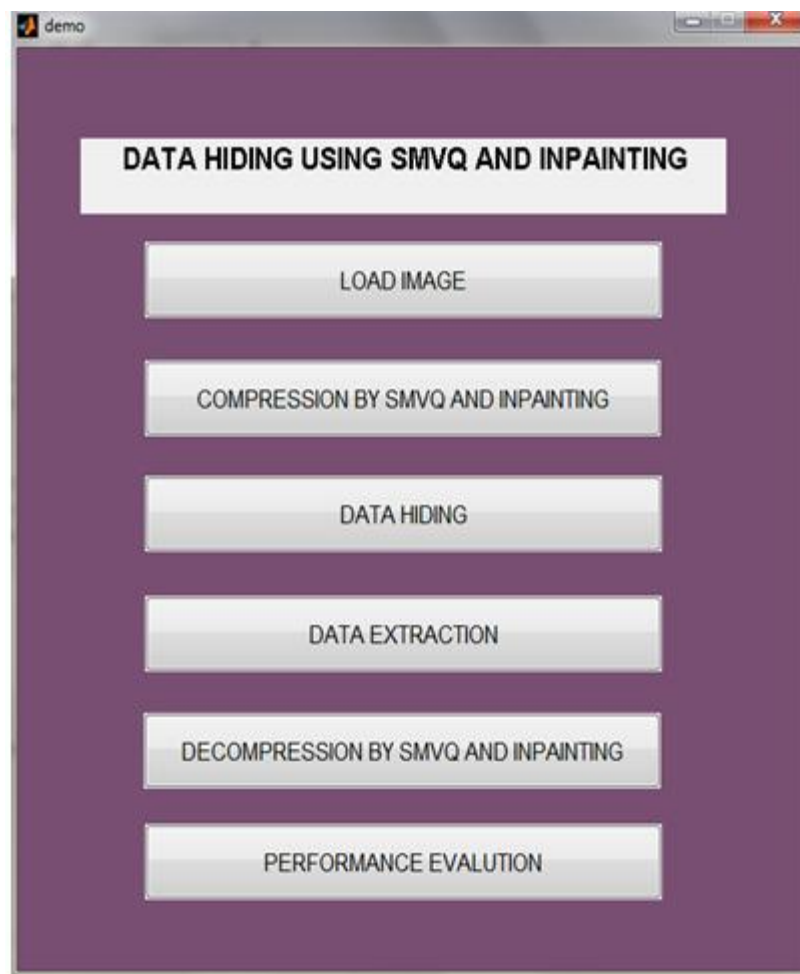 demo
DATA HIDING USING SMVQ AND INPAINTING
LOAD IMAGE
COMPRESSION BY SMVQ AND INPAINTING
DATA HIDING
DATA EXTRACTION
DECOMPRESSION BY SMVQ AND INPAINTING
PERFORMANCE EVALUTION